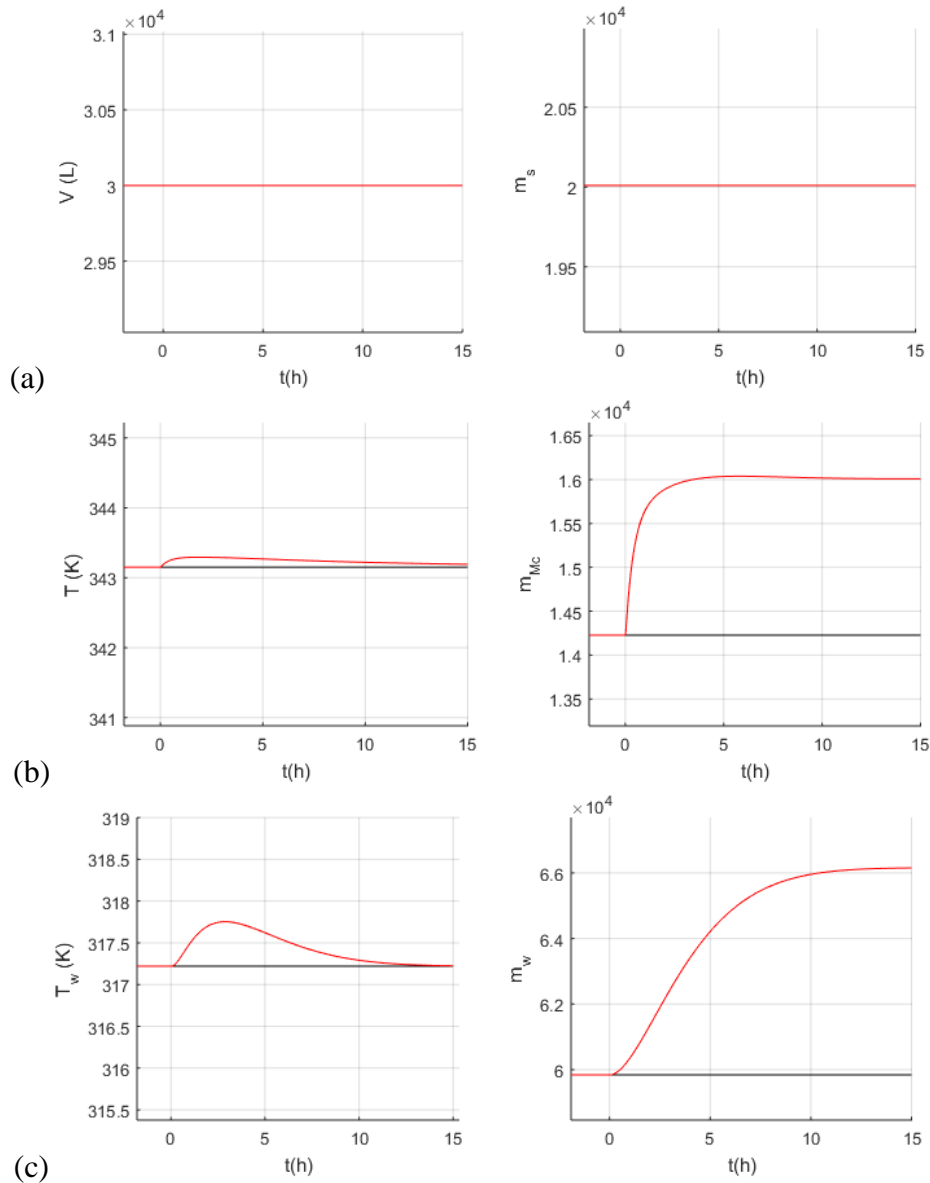 ×10⁴
3.1
3.05
3
2.95
V (L)
0 5 10 15
t(h)
×10⁴
2.05
2
1.95
m_s
0 5 10 15
t(h)
(a)
345
344
343
342
341
T (K)
0 5 10 15
t(h)
×10⁴
1.65
1.6
1.55
1.5
1.45
1.4
1.35
m_Mc
0 5 10 15
t(h)
(b)
319
318.5
318
317.5
317
316.5
316
315.5
T_w (K)
0 5 10 15
t(h)
×10⁴
6.6
6.4
6.2
6
m_w
0 5 10 15
t(h)
(c)